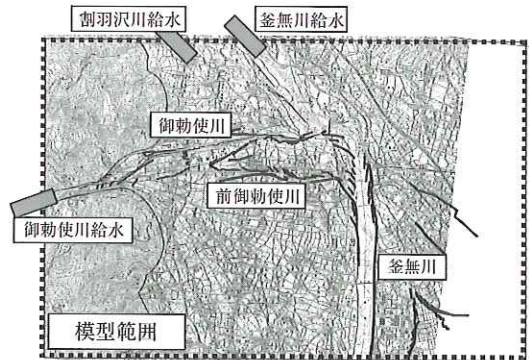 割羽沢川給水
釜無川給水
御勅使川
前御勅使川
御勅使川給水
釜無川
模型範囲